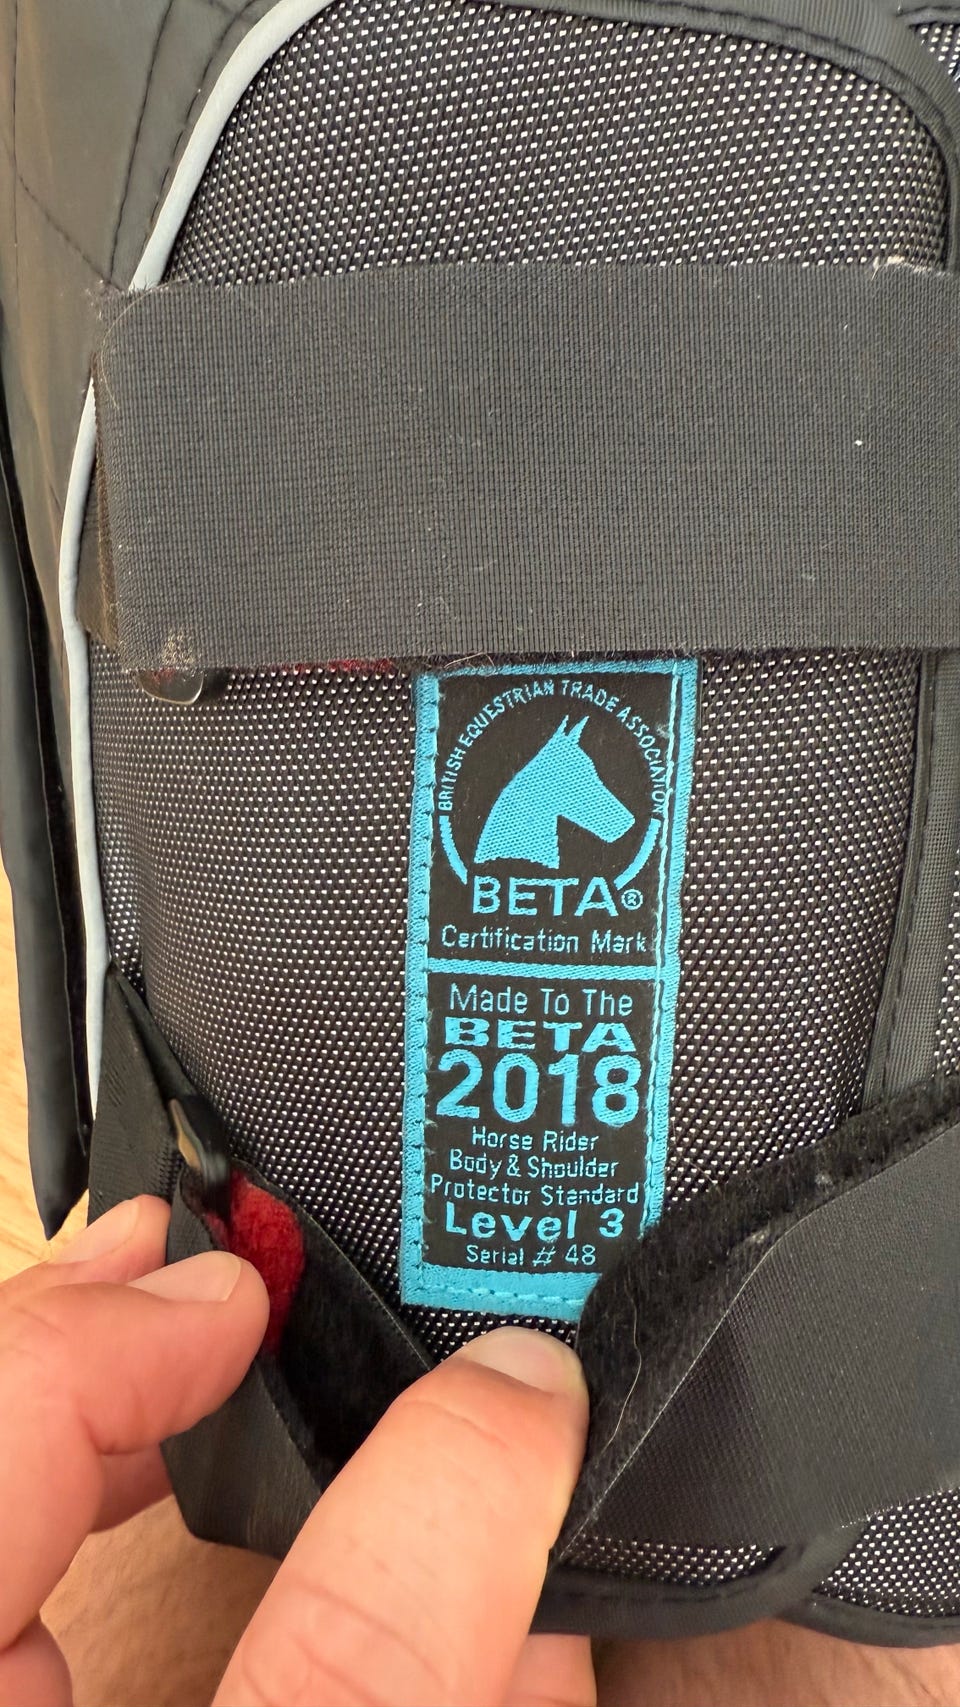 BRITISH EQUESTRIAN TRADE ASSOCIATION
BETA®
Certification Mark
Made To The
BETA
2018
Horse Rider
Body & Shoulder
Protector Standard
Level 3
Serial # 48